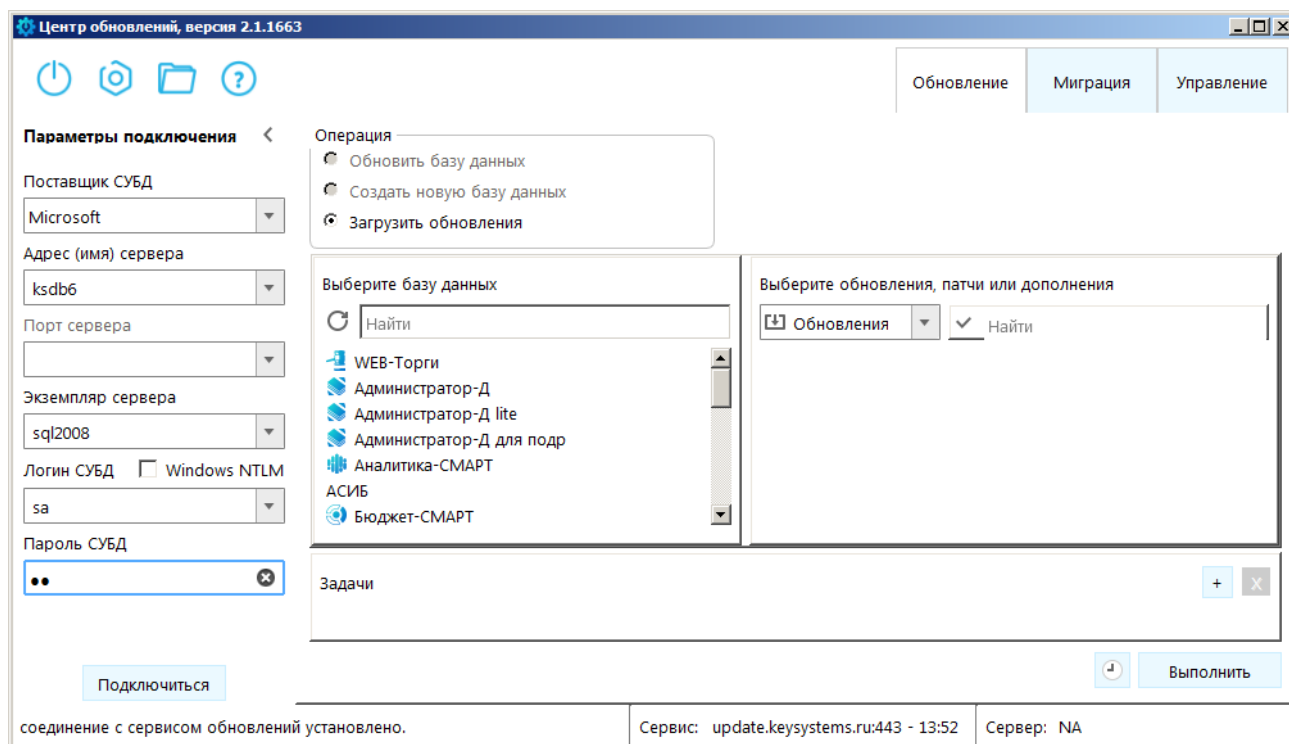 Центр обновлений, версия 2.1.1663
Обновление
Миграция
Управление
Параметры подключения
Поставщик СУБД
Microsoft
Адрес (имя) сервера
ksdb6
Порт сервера
Экземпляр сервера
sql2008
Логин СУБД Windows NTLM
sa
Пароль СУБД
Подключиться
Операция
Обновить базу данных
Создать новую базу данных
Загрузить обновления
Выберите базу данных
Найти
WEB-Торги
Администратор-Д
Администратор-Д lite
Администратор-Д для подр
Аналитика-СМАРТ
АСИБ
Бюджет-СМАРТ
Выберите обновления, патчи или дополнения
Обновления
Найти
Задачи
+ X
Выполнить
соединение с сервисом обновлений установлено.
Сервис: update.keysystems.ru:443 - 13:52
Сервер: NA